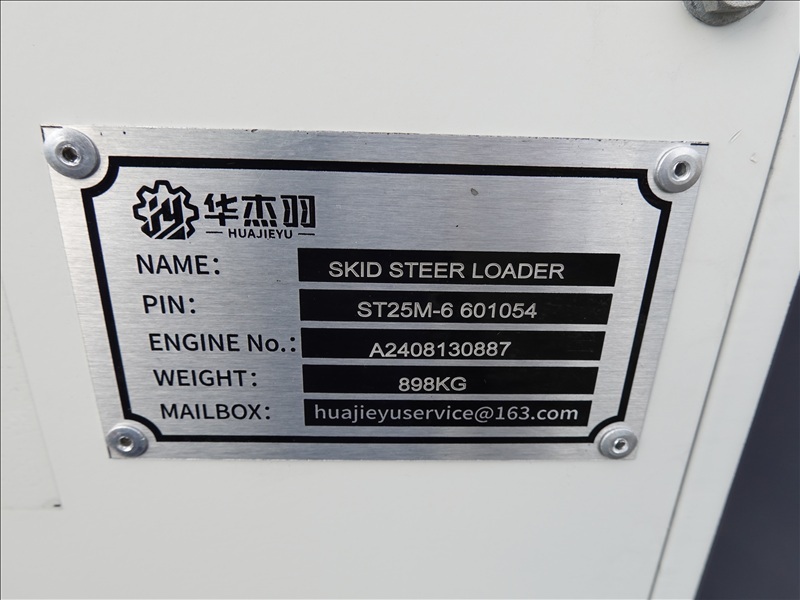 华杰羽
HUAJIEYU
NAME: SKID STEER LOADER
PIN: ST25M-6 601054
ENGINE No.: A2408130887
WEIGHT: 898KG
MAILBOX: huajieyuservice@163.com